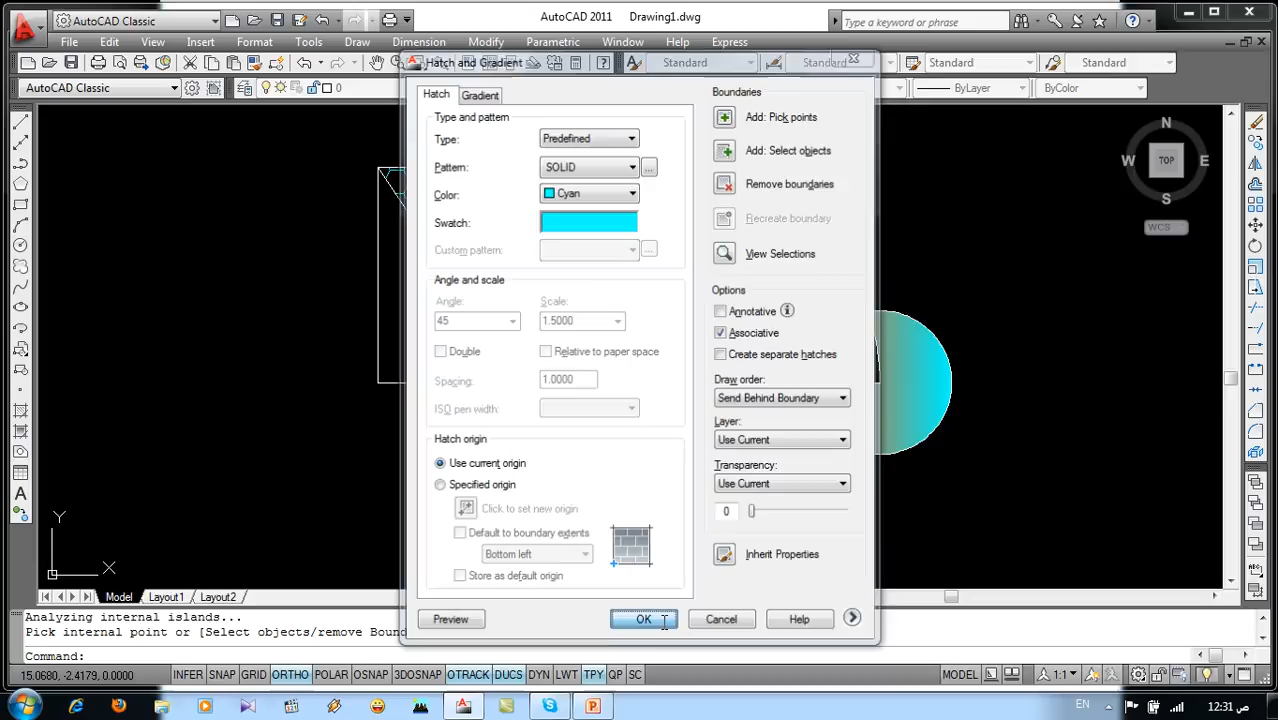 AutoCAD Classic
AutoCAD 2011 Drawing1.dwg
Type a keyword or phrase
File Edit View Insert Format Tools Draw Dimension Modify Parametric Window Help Express
Standard Standard Standard Standard
AutoCAD Classic 0 ByLayer ByColor
Hatch and Gradient
Hatch Gradient
Type and pattern
Type: Predefined
Pattern: SOLID ...
Color: Cyan
Swatch:
Custom pattern: ...
Angle and scale
Angle: Scale:
45 1.5000
Double Relative to paper space
Spacing: 1.0000
ISO pen width:
Hatch origin
Use current origin
Specified origin
Click to set new origin
Default to boundary extents
Bottom left
Store as default origin
Boundaries
Add: Pick points
Add: Select objects
Remove boundaries
Recreate boundary
View Selections
Options
Annotative
Associative
Create separate hatches
Draw order:
Send Behind Boundary
Layer:
Use Current
Transparency:
Use Current
0
Inherit Properties
Preview OK Cancel Help
N
W TOP E
S
WCS
Y
X
Model Layout1 Layout2
Analyzing internal islands...
Pick internal point or [Select objects/remove Boun
Command:
15.0680, -2.4179, 0.0000 INFER SNAP GRID ORTHO POLAR OSNAP 3DOSNAP OTRACK DUCS DYN LWT TPY QP SC MODEL 1:1
EN 12:31 ص